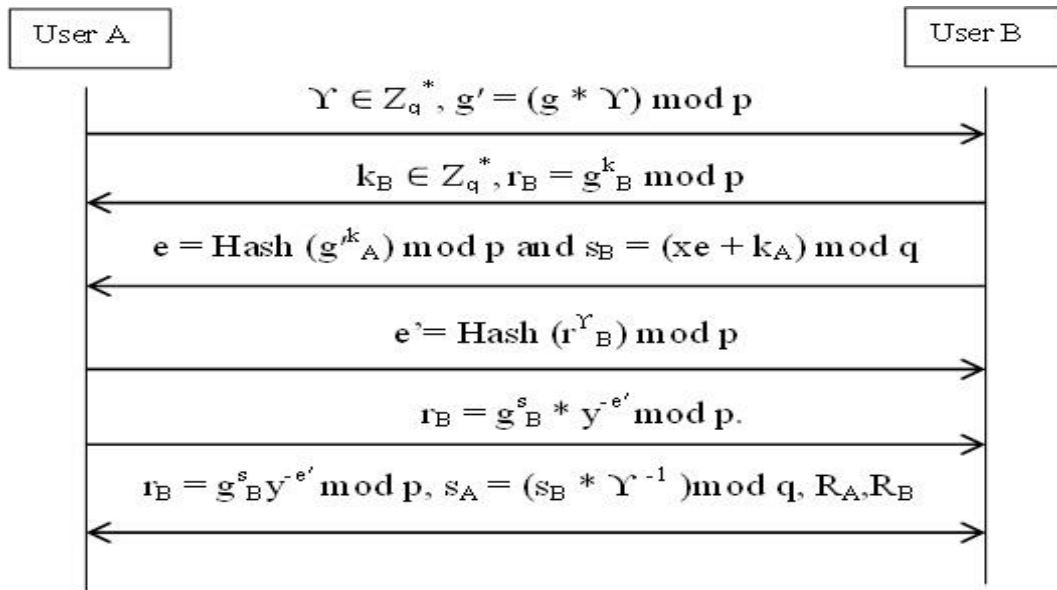 User A
User B
ϒ ∈ Z_q^*, g′ = (g * ϒ) mod p
k_B ∈ Z_q^*, r_B = g^k_B mod p
e = Hash (g′^k_A) mod p and s_B = (xe + k_A) mod q
e’= Hash (r^ϒ_B) mod p
r_B = g^s_B * y^{-e′} mod p.
r_B = g^s_B y^{-e′} mod p, s_A = (s_B * ϒ^{-1} )mod q, R_A,R_B